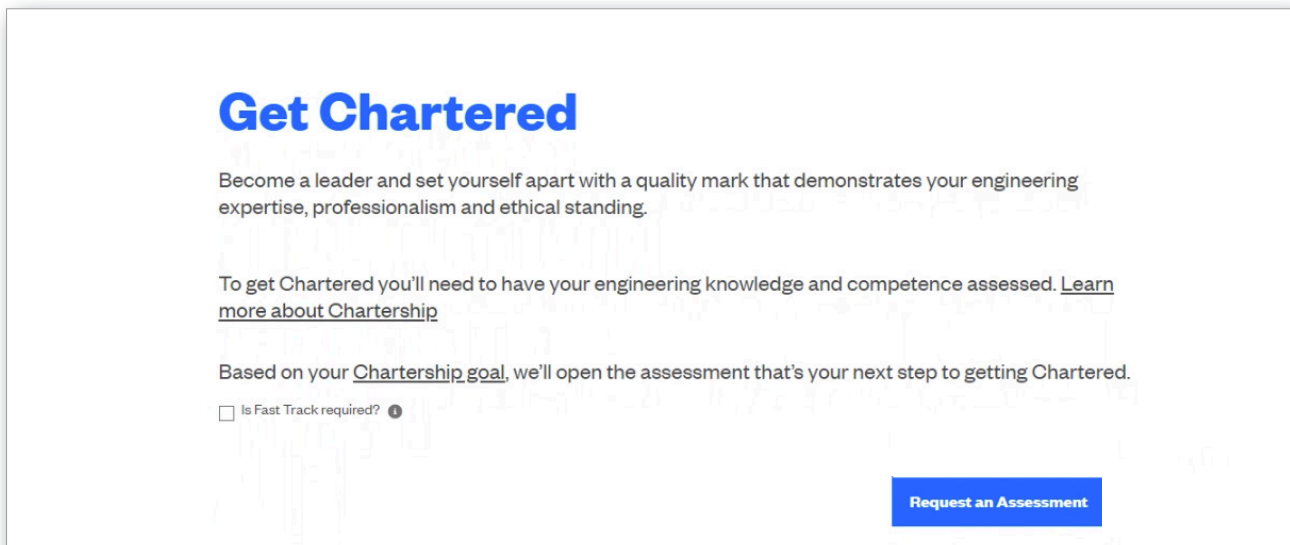 Get Chartered
Become a leader and set yourself apart with a quality mark that demonstrates your engineering
expertise, professionalism and ethical standing.
To get Chartered you'll need to have your engineering knowledge and competence assessed. Learn
more about Chartership
Based on your Chartership goal, we'll open the assessment that's your next step to getting Chartered.
Is Fast Track required? i
Request an Assessment